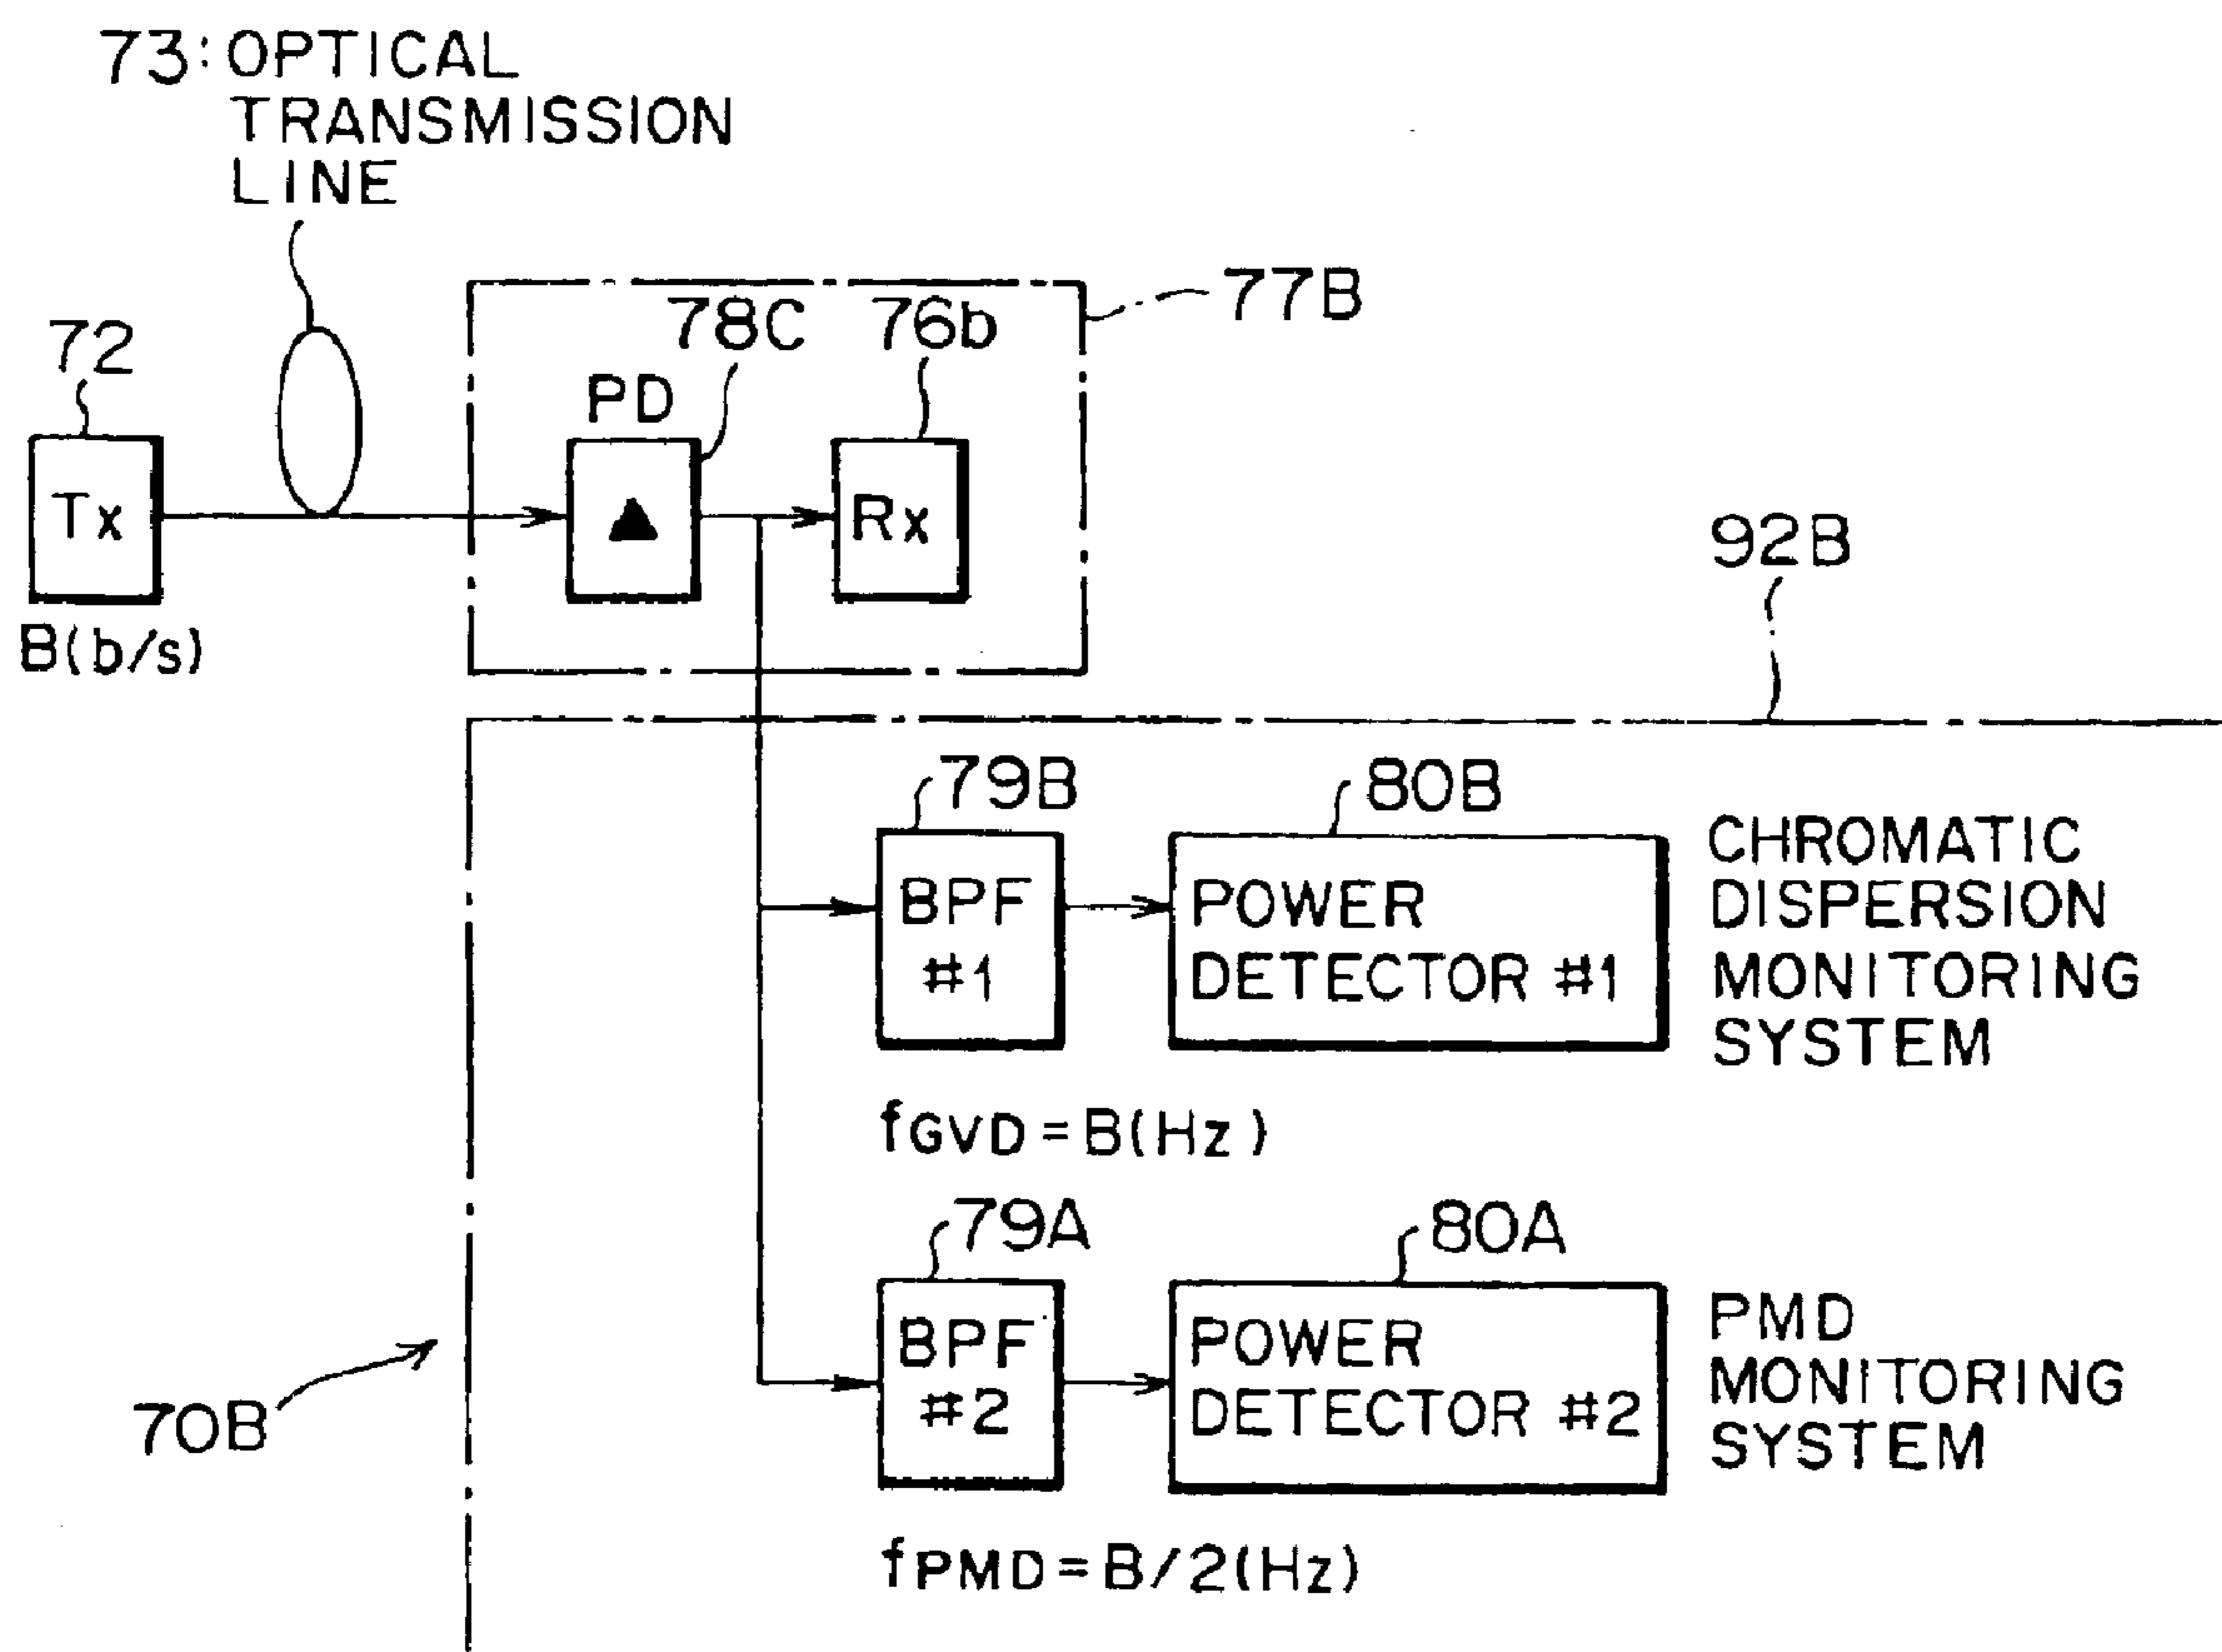 73: OPTICAL
TRANSMISSION
LINE
77B
78C
76b
72
PD
Tx
Rx
B(b/s)
92B
79B
80B
BPF
#1
POWER
DETECTOR #1
CHROMATIC
DISPERSION
MONITORING
SYSTEM
fGVD=B(Hz)
79A
80A
BPF
#2
POWER
DETECTOR #2
PMD
MONITORING
SYSTEM
70B
fPMD=B/2(Hz)